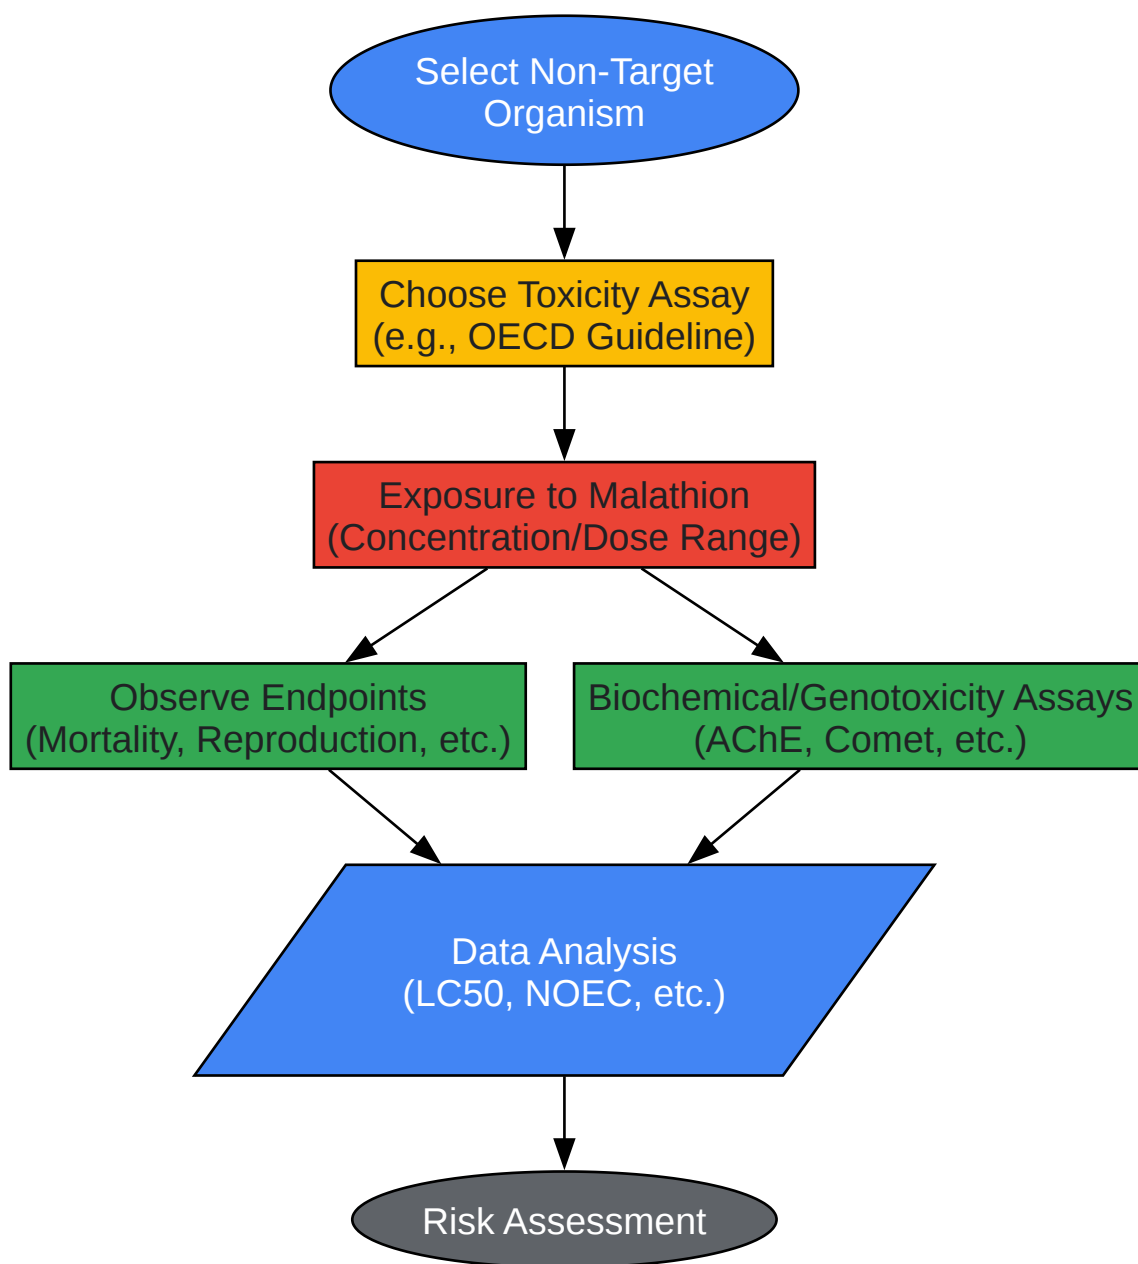 Select Non-Target
Organism
Choose Toxicity Assay
(e.g., OECD Guideline)
Exposure to Malathion
(Concentration/Dose Range)
Observe Endpoints
(Mortality, Reproduction, etc.)
Biochemical/Genotoxicity Assays
(AChE, Comet, etc.)
Data Analysis
(LC50, NOEC, etc.)
Risk Assessment